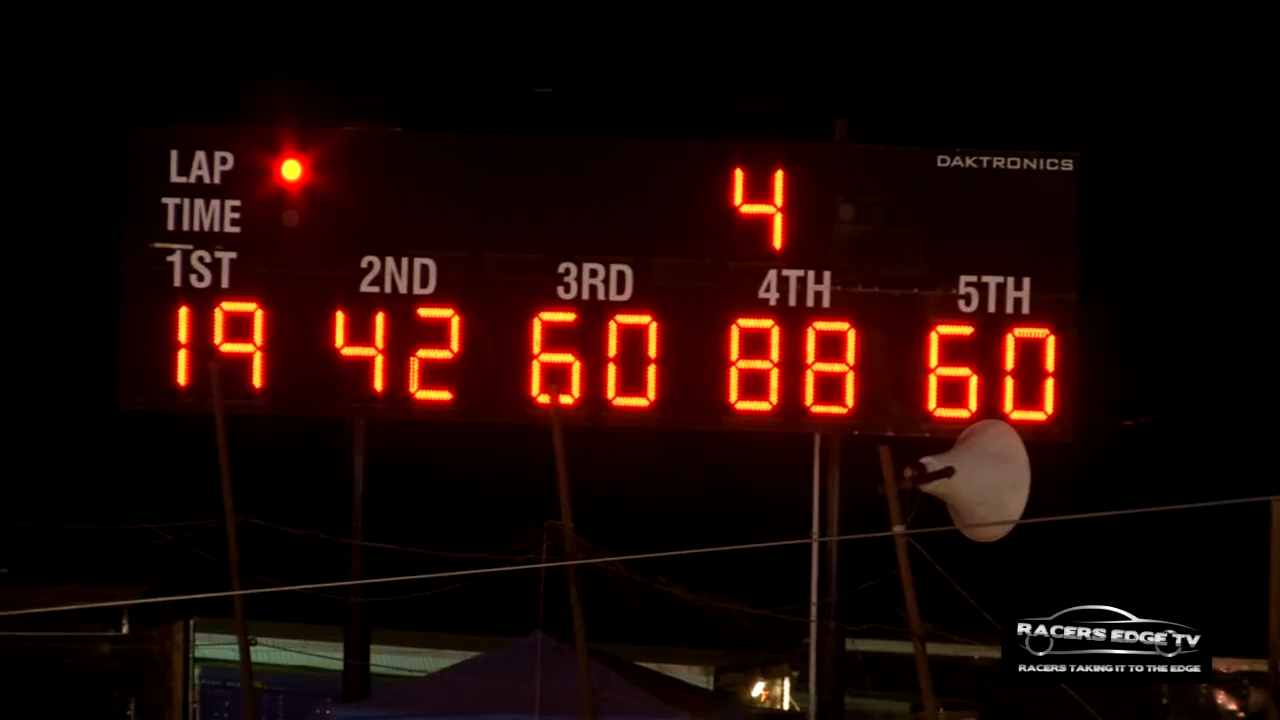 LAP
4
DAKTRONICS
TIME
1ST 2ND 3RD 4TH 5TH
19 42 60 88 60
RACERS EDGE TV
RACERS TAKING IT TO THE EDGE